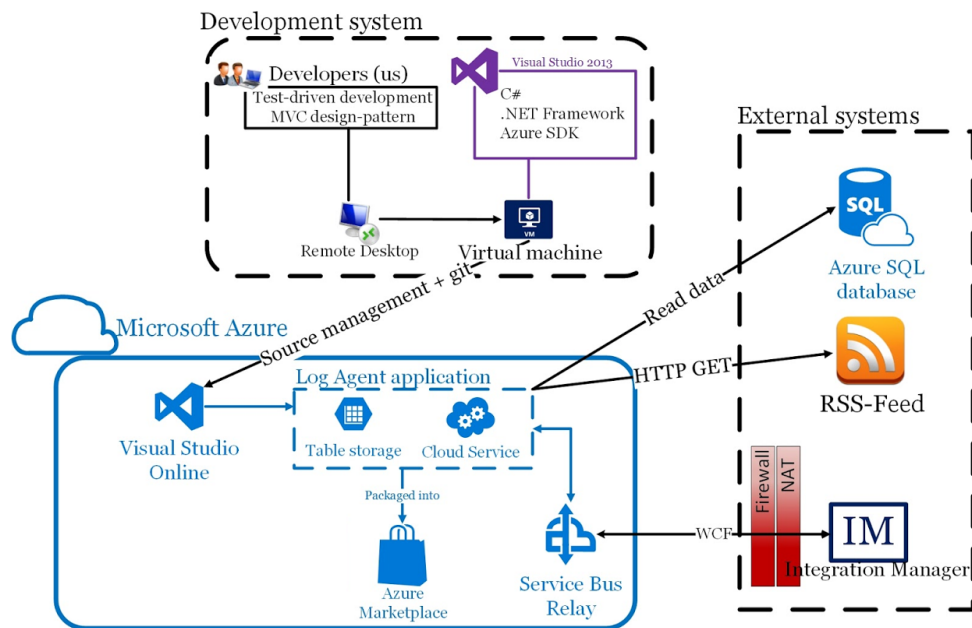 Development system
Developers (us)
Test-driven development
MVC design-pattern
Visual Studio 2013
C#
.NET Framework
Azure SDK
Remote Desktop
VM
Virtual machine
Source management + git
External systems
SQL
Azure SQL
database
Read data
HTTP GET
RSS-Feed
Firewall
NAT
WCF
IM
Integration Manager
Microsoft Azure
Log Agent application
Visual Studio
Online
Table storage
Cloud Service
Packaged into
Azure
Marketplace
Service Bus
Relay